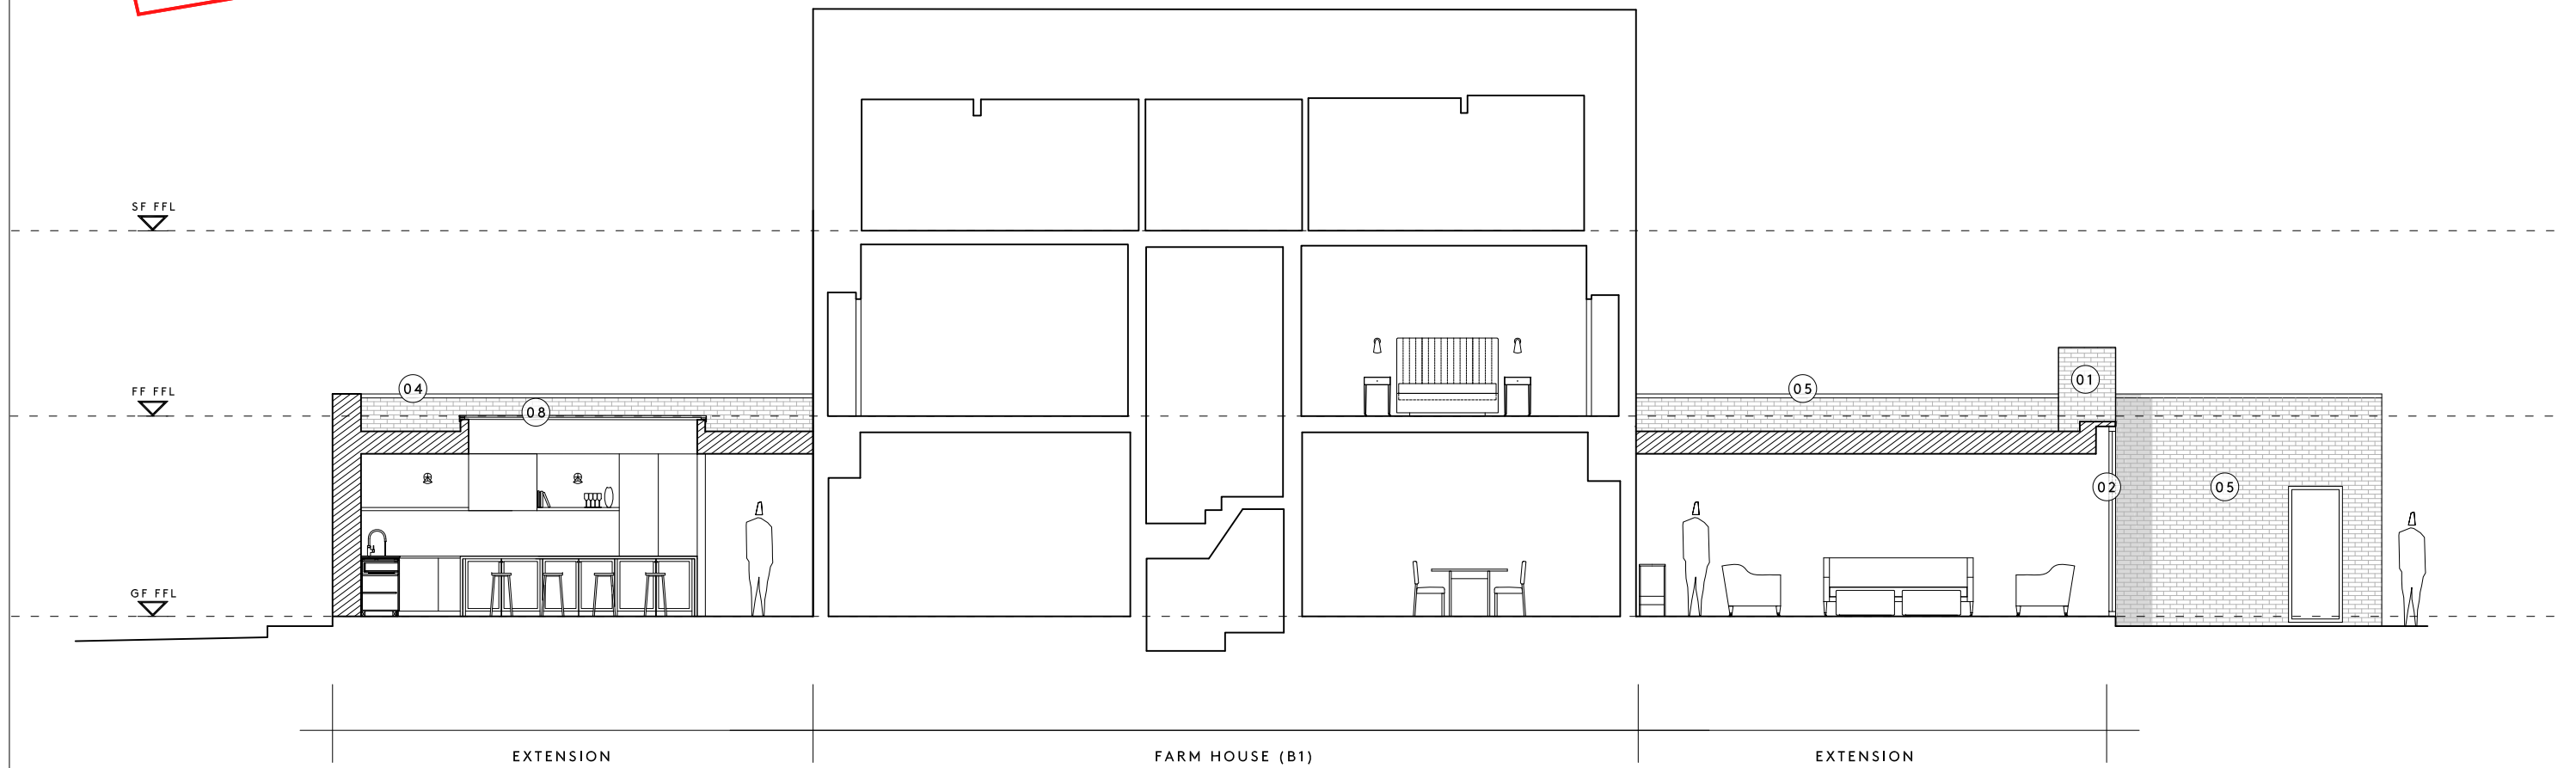 SF FFL
FF FFL
04
08
05
01
02
05
GF FFL
EXTENSION
FARM HOUSE (B1)
EXTENSION